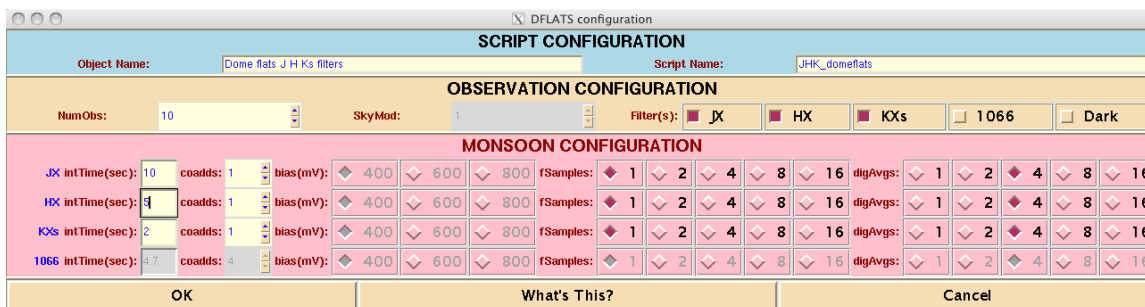 DFLATS configuration
SCRIPT CONFIGURATION
Object Name: Dome flats J H Ks filters Script Name: JHK_domeflats
OBSERVATION CONFIGURATION
NumObs: 10 SkyMod: 1 Filter(s): JX HX KXs 1066 Dark
MONSOON CONFIGURATION
JX intTime(sec): 10 coadds: 1 bias(mV): 400 600 800 fSamples: 1 2 4 8 16 digAvgs: 1 2 4 8 16
HX intTime(sec): 5 coadds: 1 bias(mV): 400 600 800 fSamples: 1 2 4 8 16 digAvgs: 1 2 4 8 16
KXs intTime(sec): 2 coadds: 1 bias(mV): 400 600 800 fSamples: 1 2 4 8 16 digAvgs: 1 2 4 8 16
1066 intTime(sec): 4.7 coadds: 4 bias(mV): 400 600 800 fSamples: 1 2 4 8 16 digAvgs: 1 2 4 8 16
OK What's This? Cancel